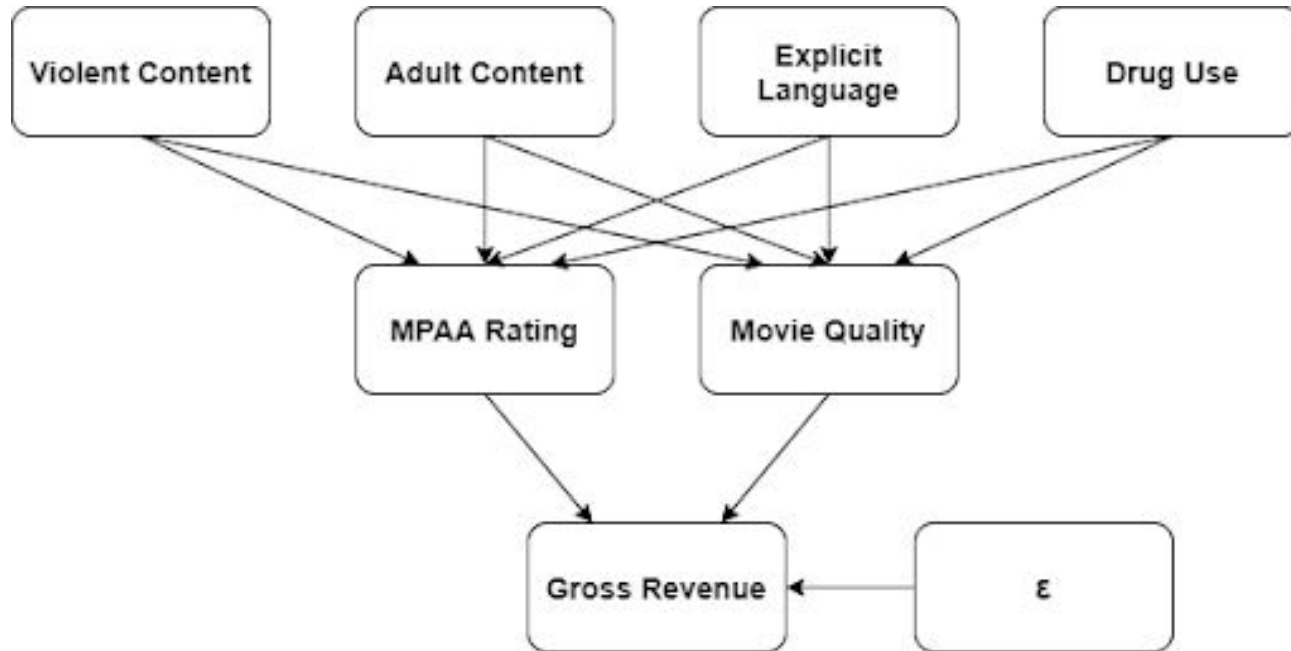 Violent Content
Adult Content
Explicit
Language
Drug Use
MPAA Rating
Movie Quality
Gross Revenue
ε